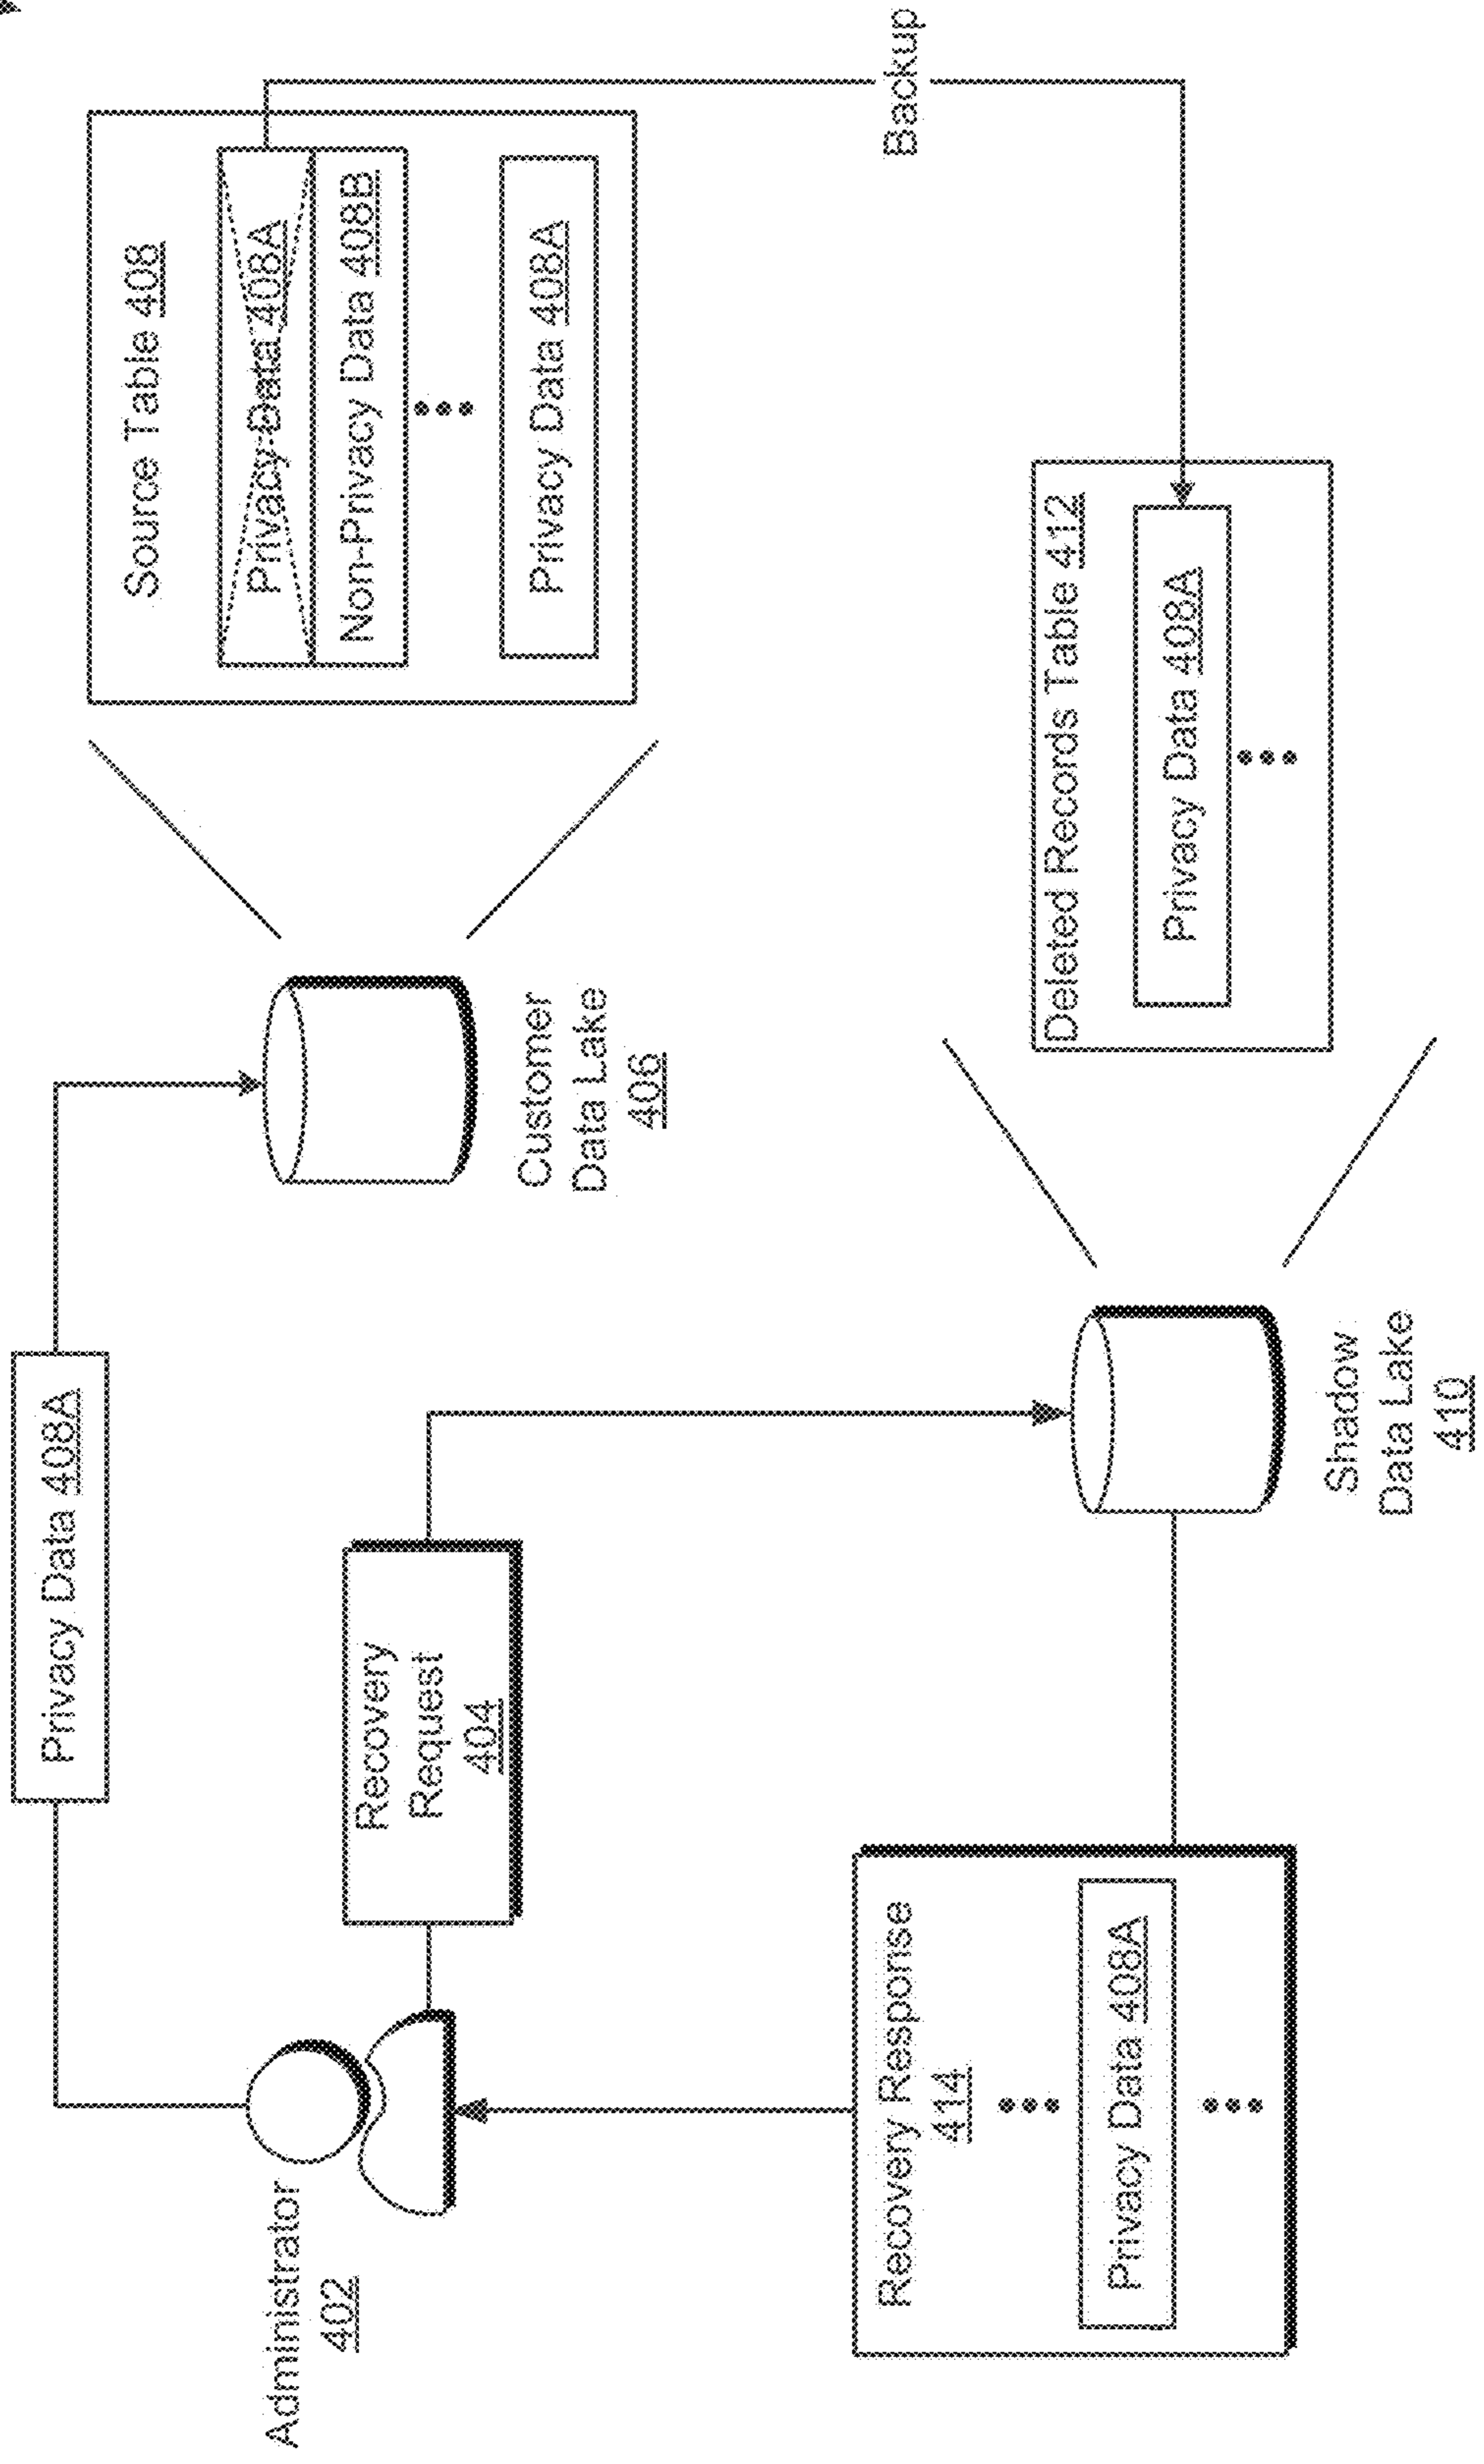 Administrator
402
Privacy Data 408A
Recovery
Request
404
Customer
Data Lake
406
Source Table 408
Privacy Data 408A
Non-Privacy Data 408B
Privacy Data 408A
Backup
Recovery Response
414
Privacy Data 408A
Shadow
Data Lake
410
Deleted Records Table 412
Privacy Data 408A